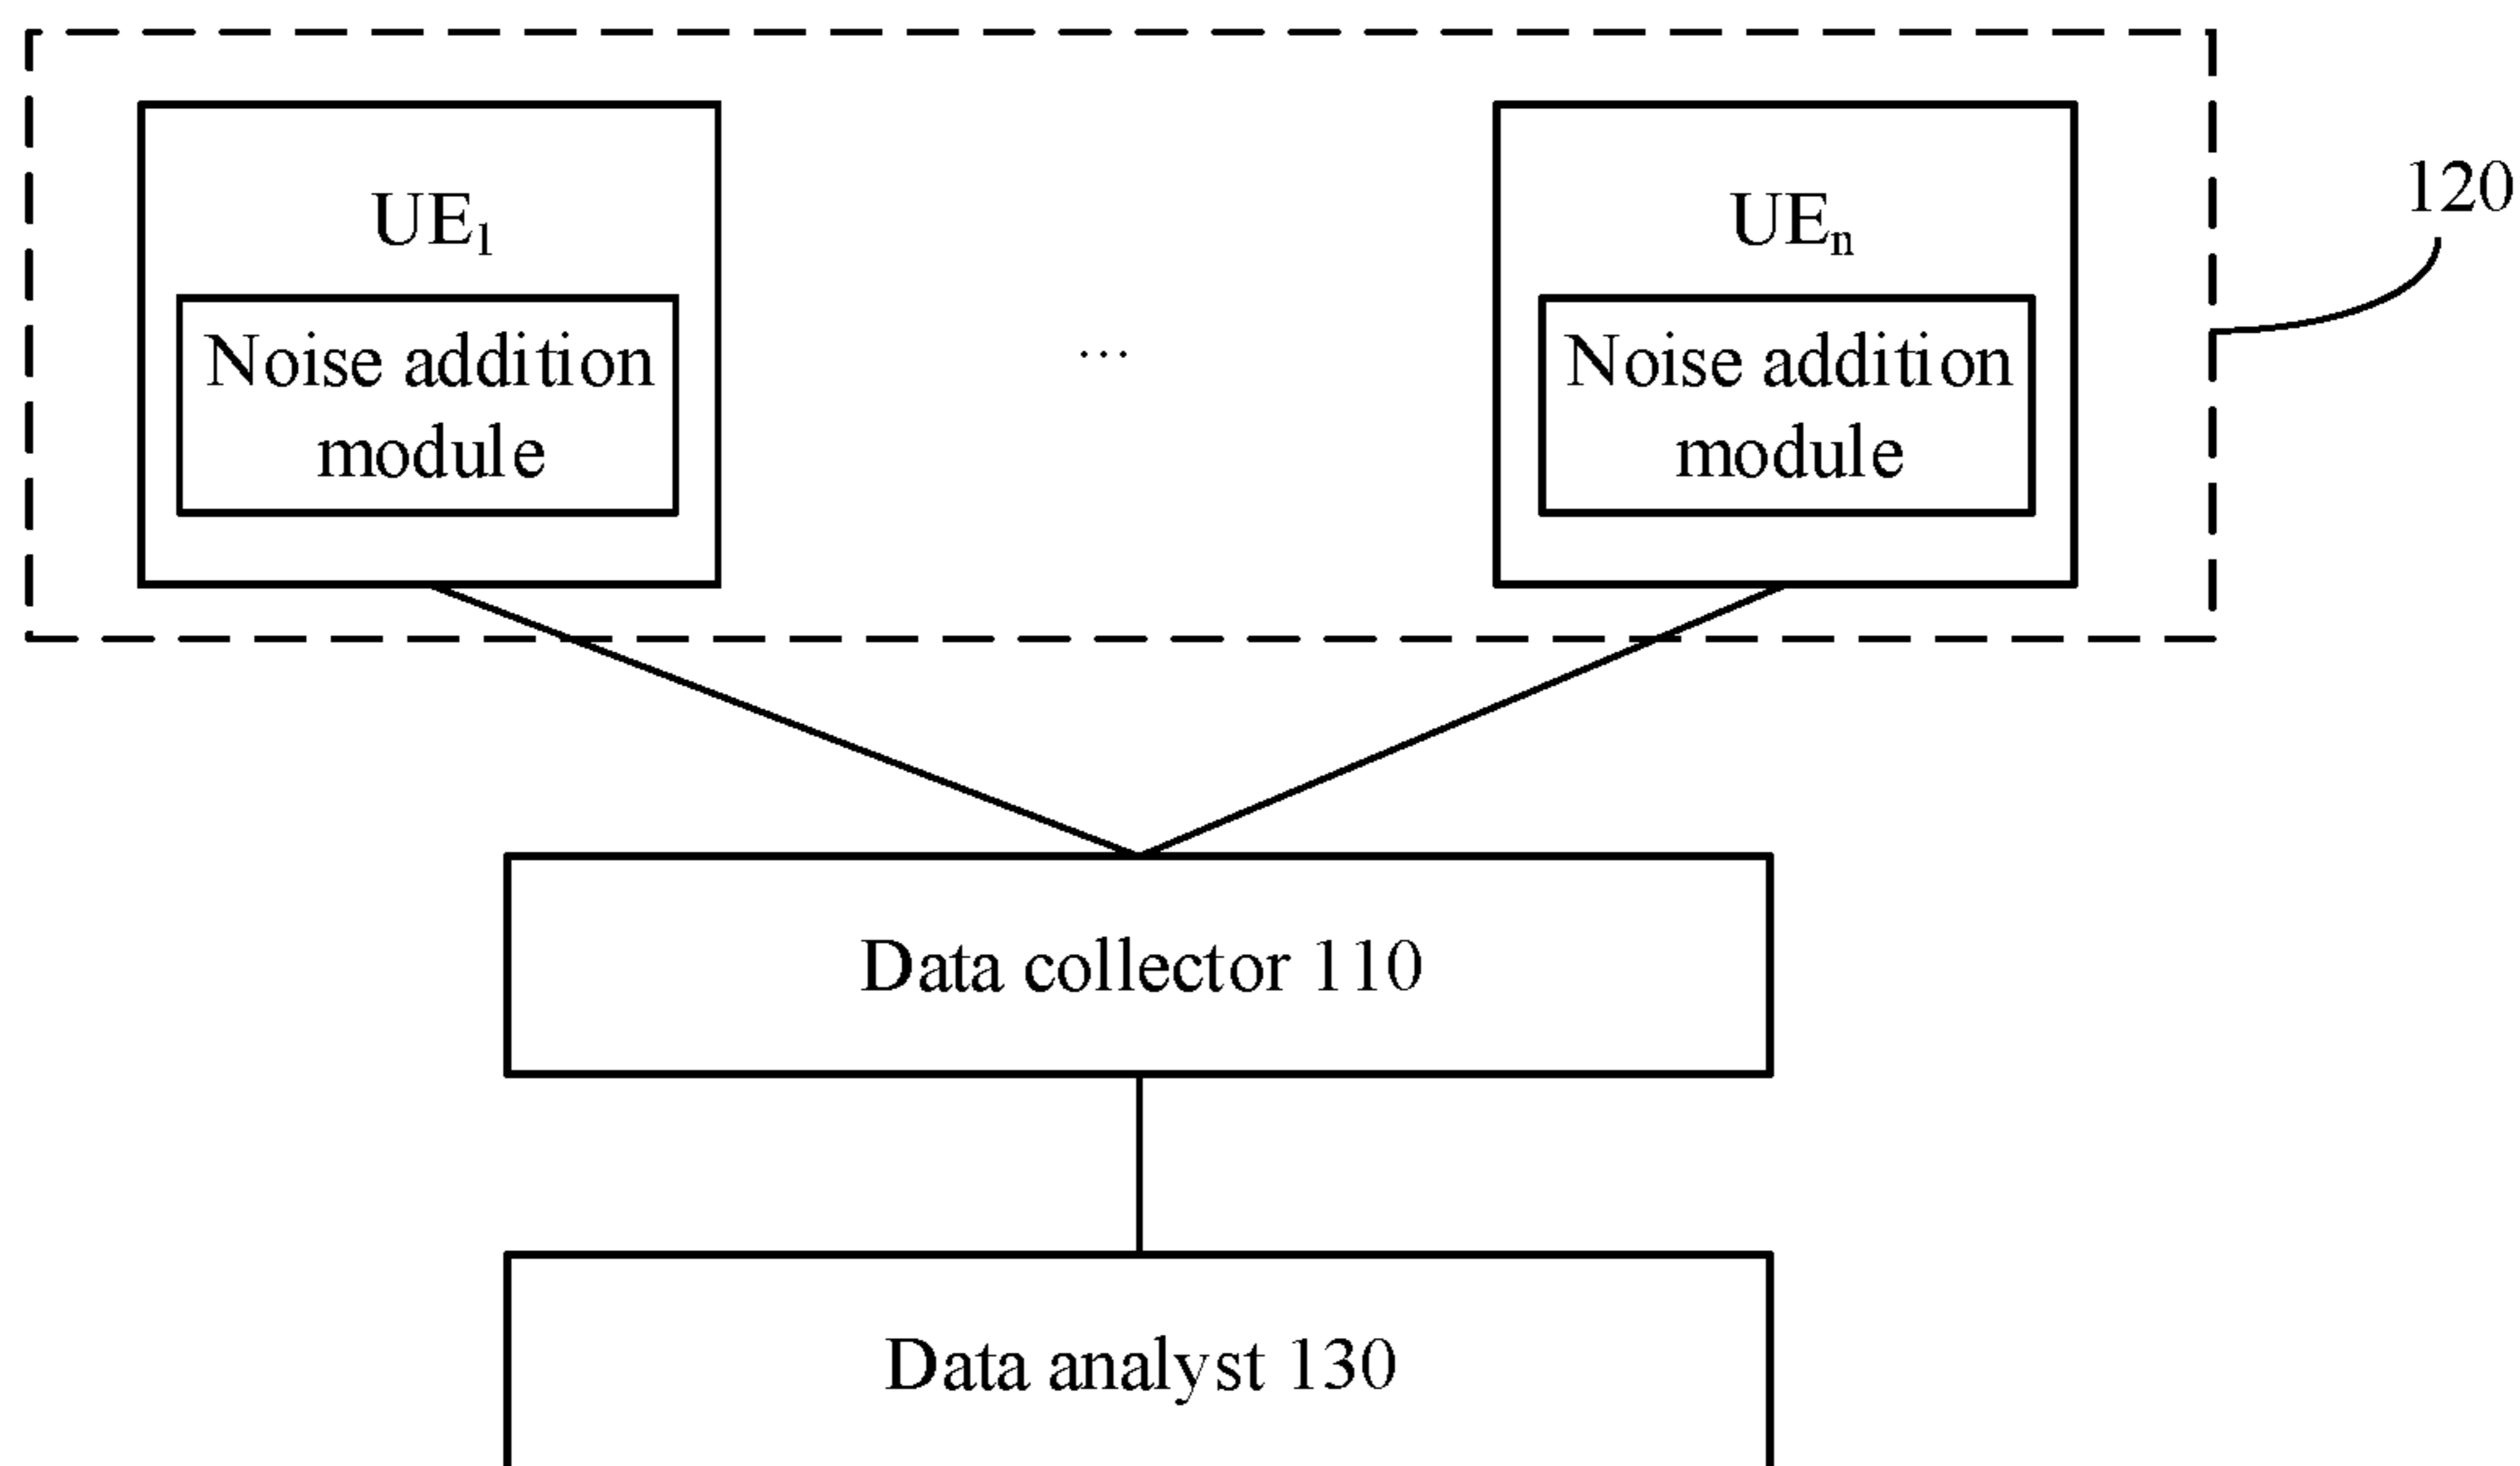 UE₁
Noise addition
module
...
UEₙ
Noise addition
module
120
Data collector 110
Data analyst 130